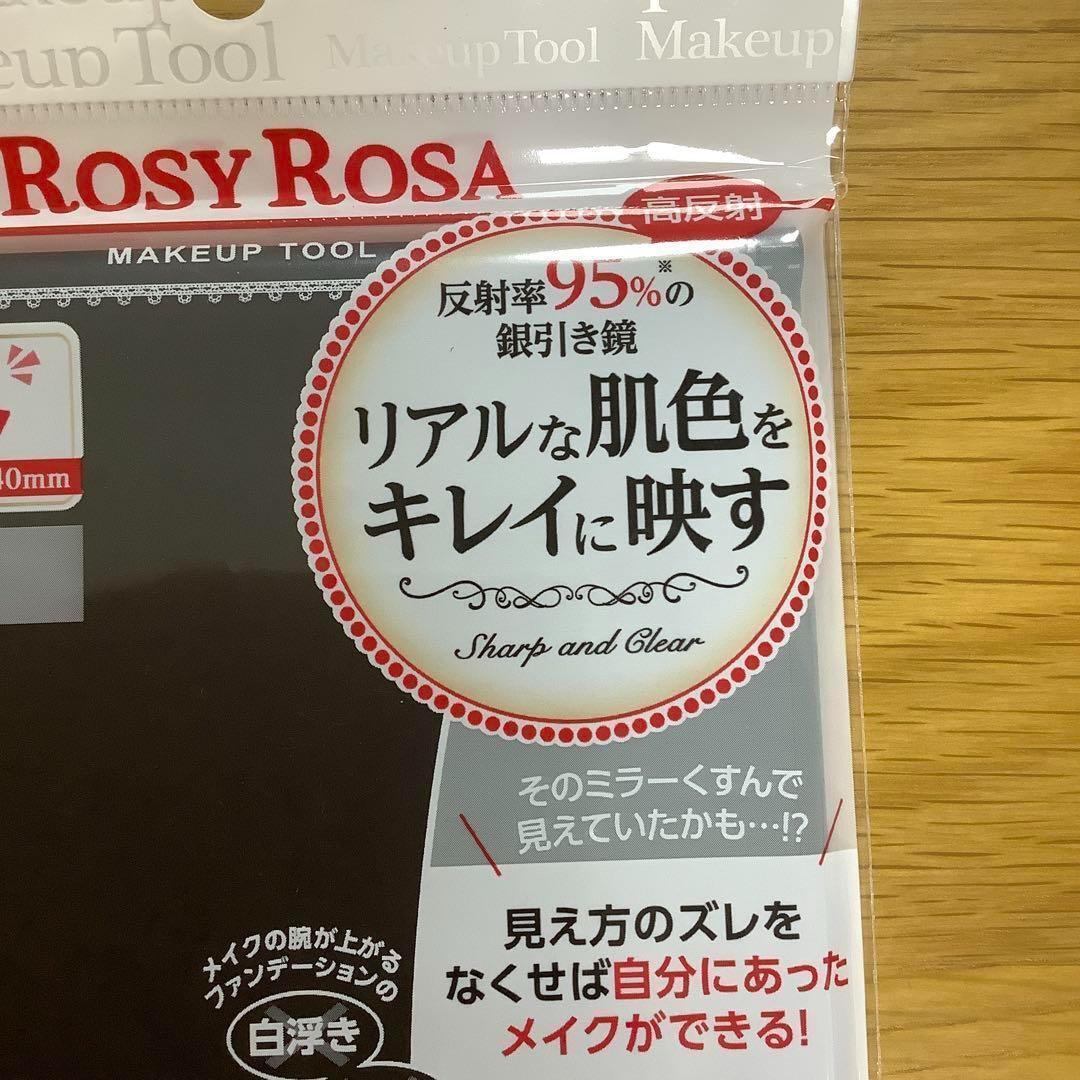 Makeup Tool
Makeup Tool
Makeup
ROSY ROSA
MAKEUP TOOL
高反射
反射率95%※の
銀引き鏡
リアルな肌色を
キレイに映す
Sharp and Clear
40mm
そのミラーくすんで
見えていたかも…!?
見え方のズレを
なくせば自分にあった
メイクができる!
メイクの腕が上がる
ファンデーションの
白浮き